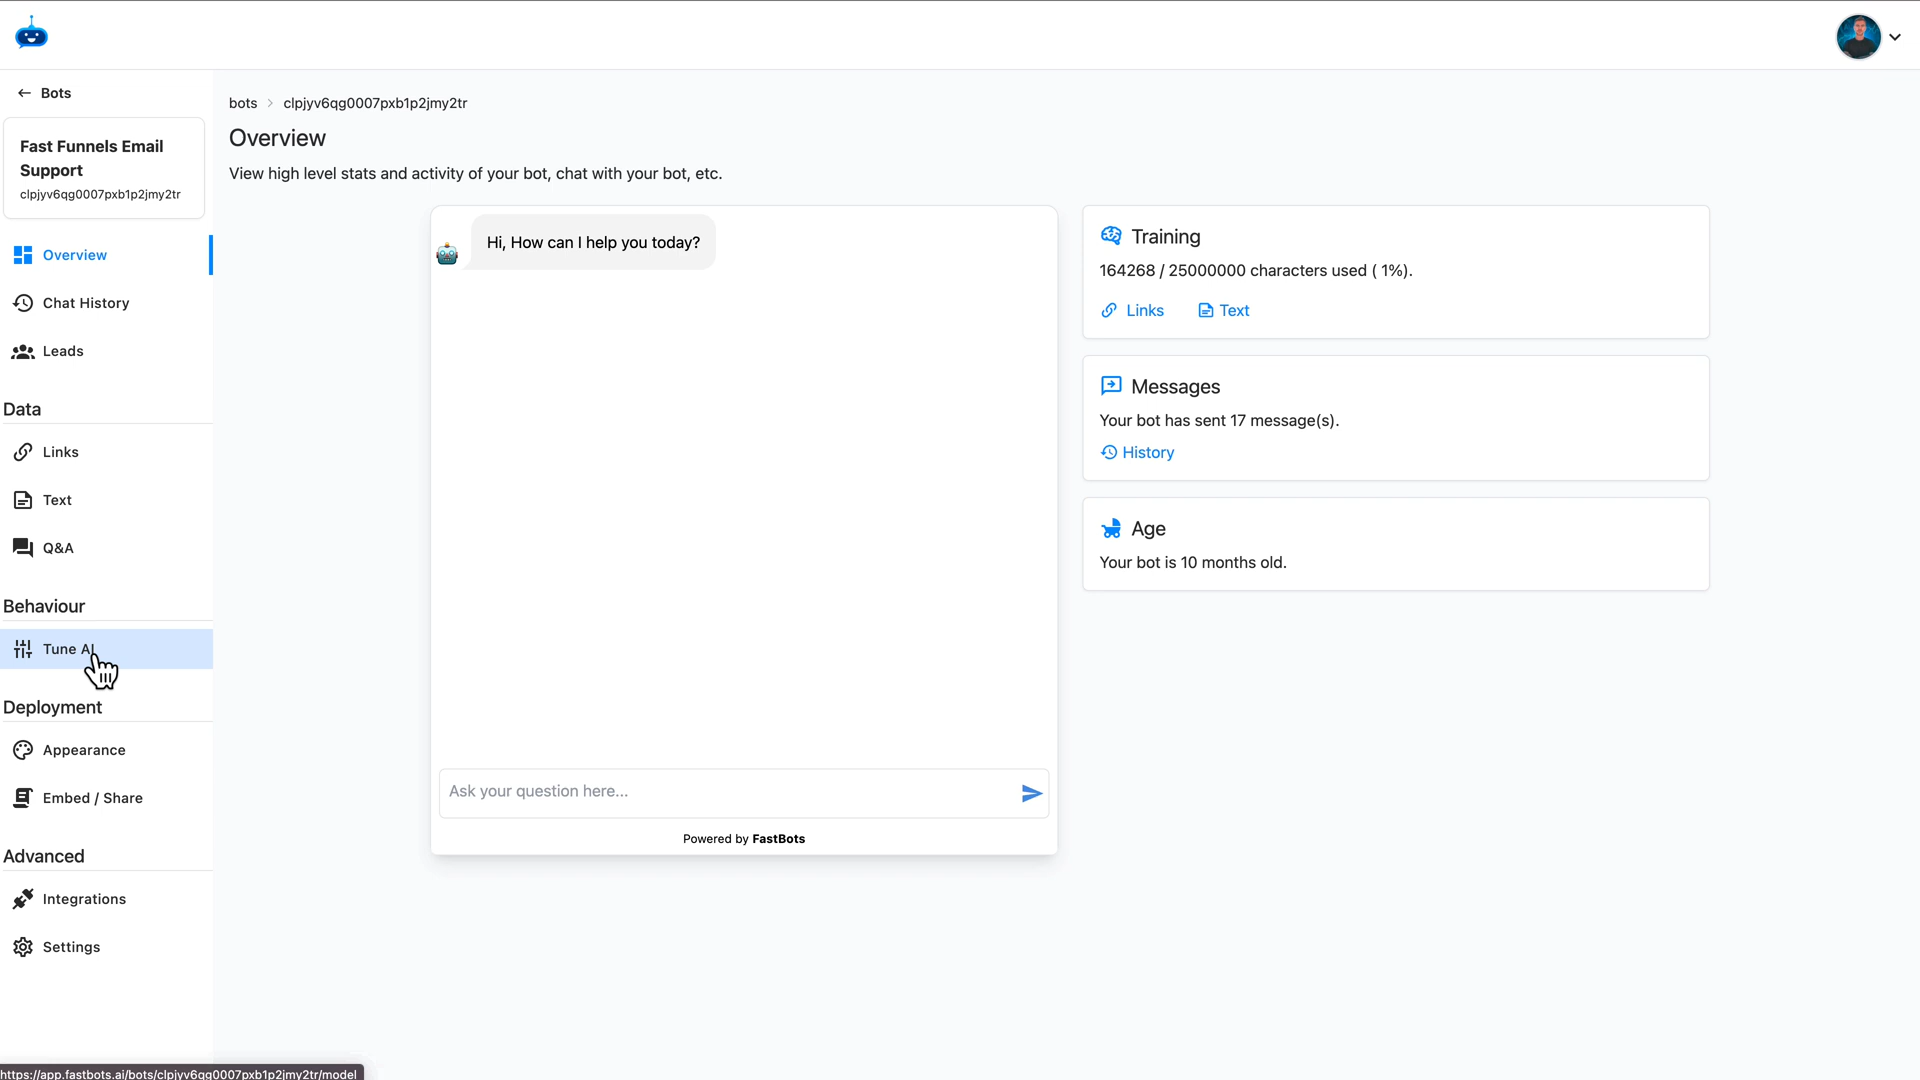 Bots
Fast Funnels Email
Support
clpjyv6qg0007pxb1p2jmy2tr
Overview
Chat History
Leads
Data
Links
Text
Q&A
Behaviour
Tune AI
Deployment
Appearance
Embed / Share
Advanced
Integrations
Settings
bots > clpjyv6qg0007pxb1p2jmy2tr
Overview
View high level stats and activity of your bot, chat with your bot, etc.
Hi, How can I help you today?
Ask your question here...
Powered by FastBots
Training
164268 / 25000000 characters used ( 1%).
Links Text
Messages
Your bot has sent 17 message(s).
History
Age
Your bot is 10 months old.
https://app.fastbots.ai/bots/clpjyv6qg0007pxb1p2jmy2tr/model